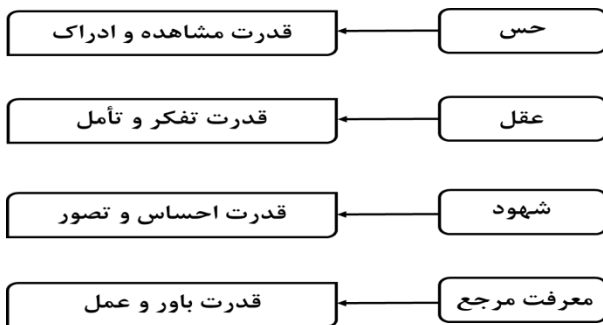 حس
قدرت مشاهده و ادراک
عقل
قدرت تفکر و تأمل
شهود
قدرت احساس و تصور
معرفت مرجع
قدرت باور و عمل